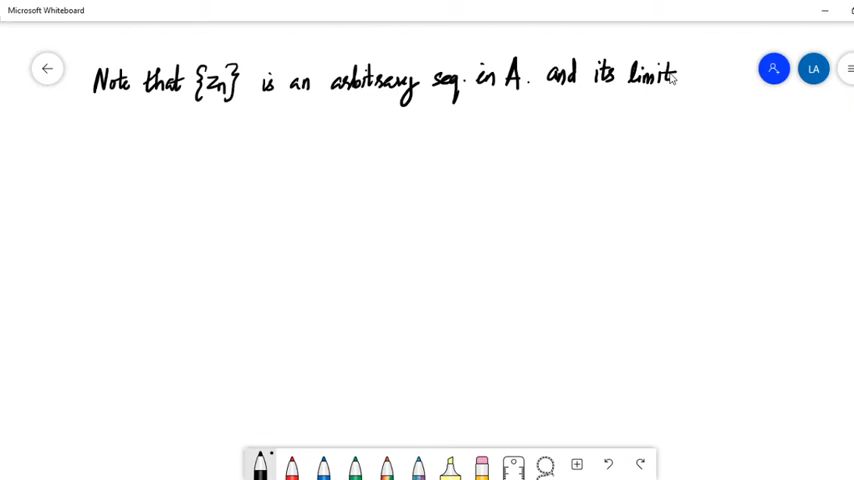 Microsoft Whiteboard
Note that {zn} is an arbitrary seq. in A. and its limit
LA